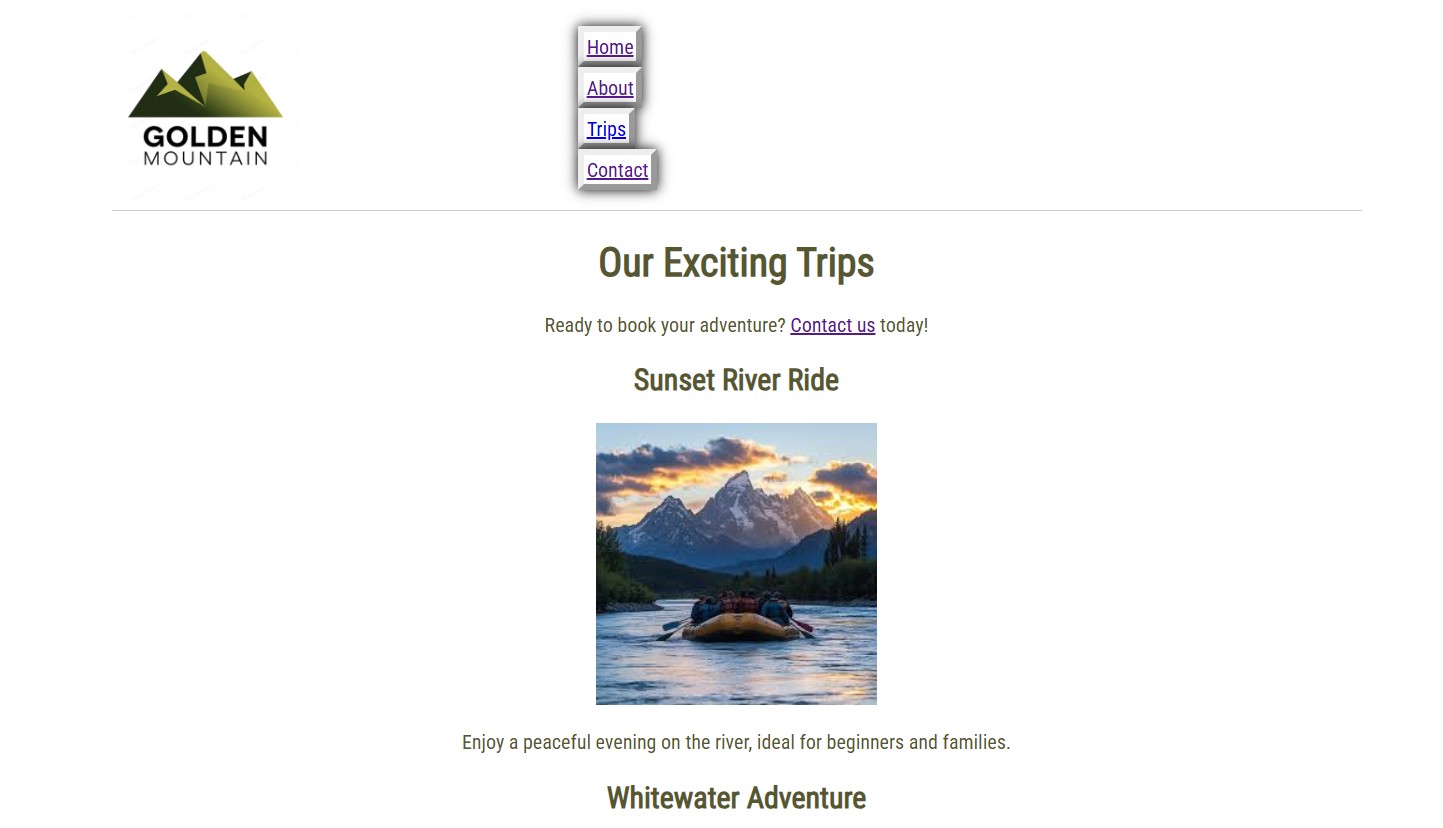 GOLDEN
MOUNTAIN
Home
About
Trips
Contact
Our Exciting Trips
Ready to book your adventure? Contact us today!
Sunset River Ride
Enjoy a peaceful evening on the river, ideal for beginners and families.
Whitewater Adventure